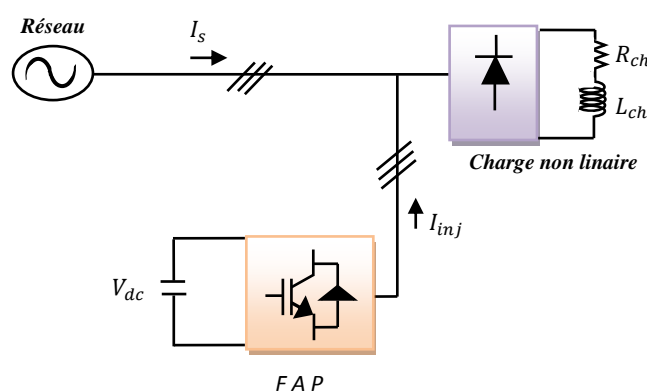 Réseau
I_s
R_ch
L_ch
Charge non linaire
I_inj
V_dc
F A P